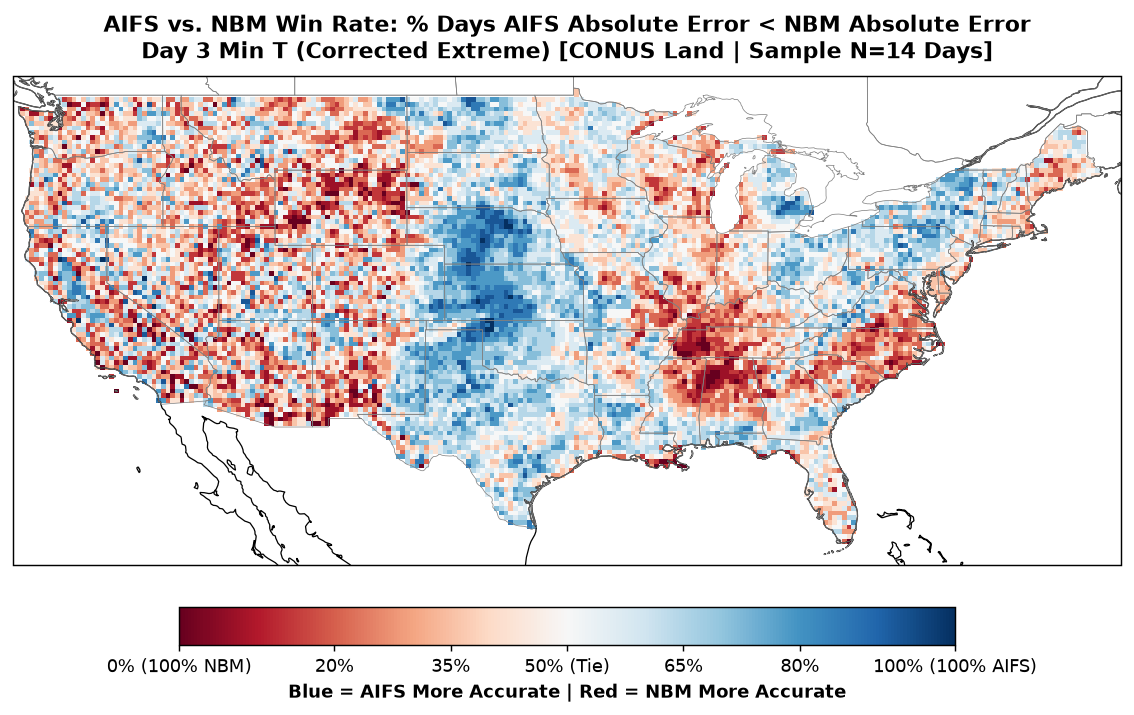 AIFS vs. NBM Win Rate: % Days AIFS Absolute Error < NBM Absolute Error
Day 3 Min T (Corrected Extreme) [CONUS Land | Sample N=14 Days]
0% (100% NBM) 20% 35% 50% (Tie) 65% 80% 100% (100% AIFS)
Blue = AIFS More Accurate | Red = NBM More Accurate